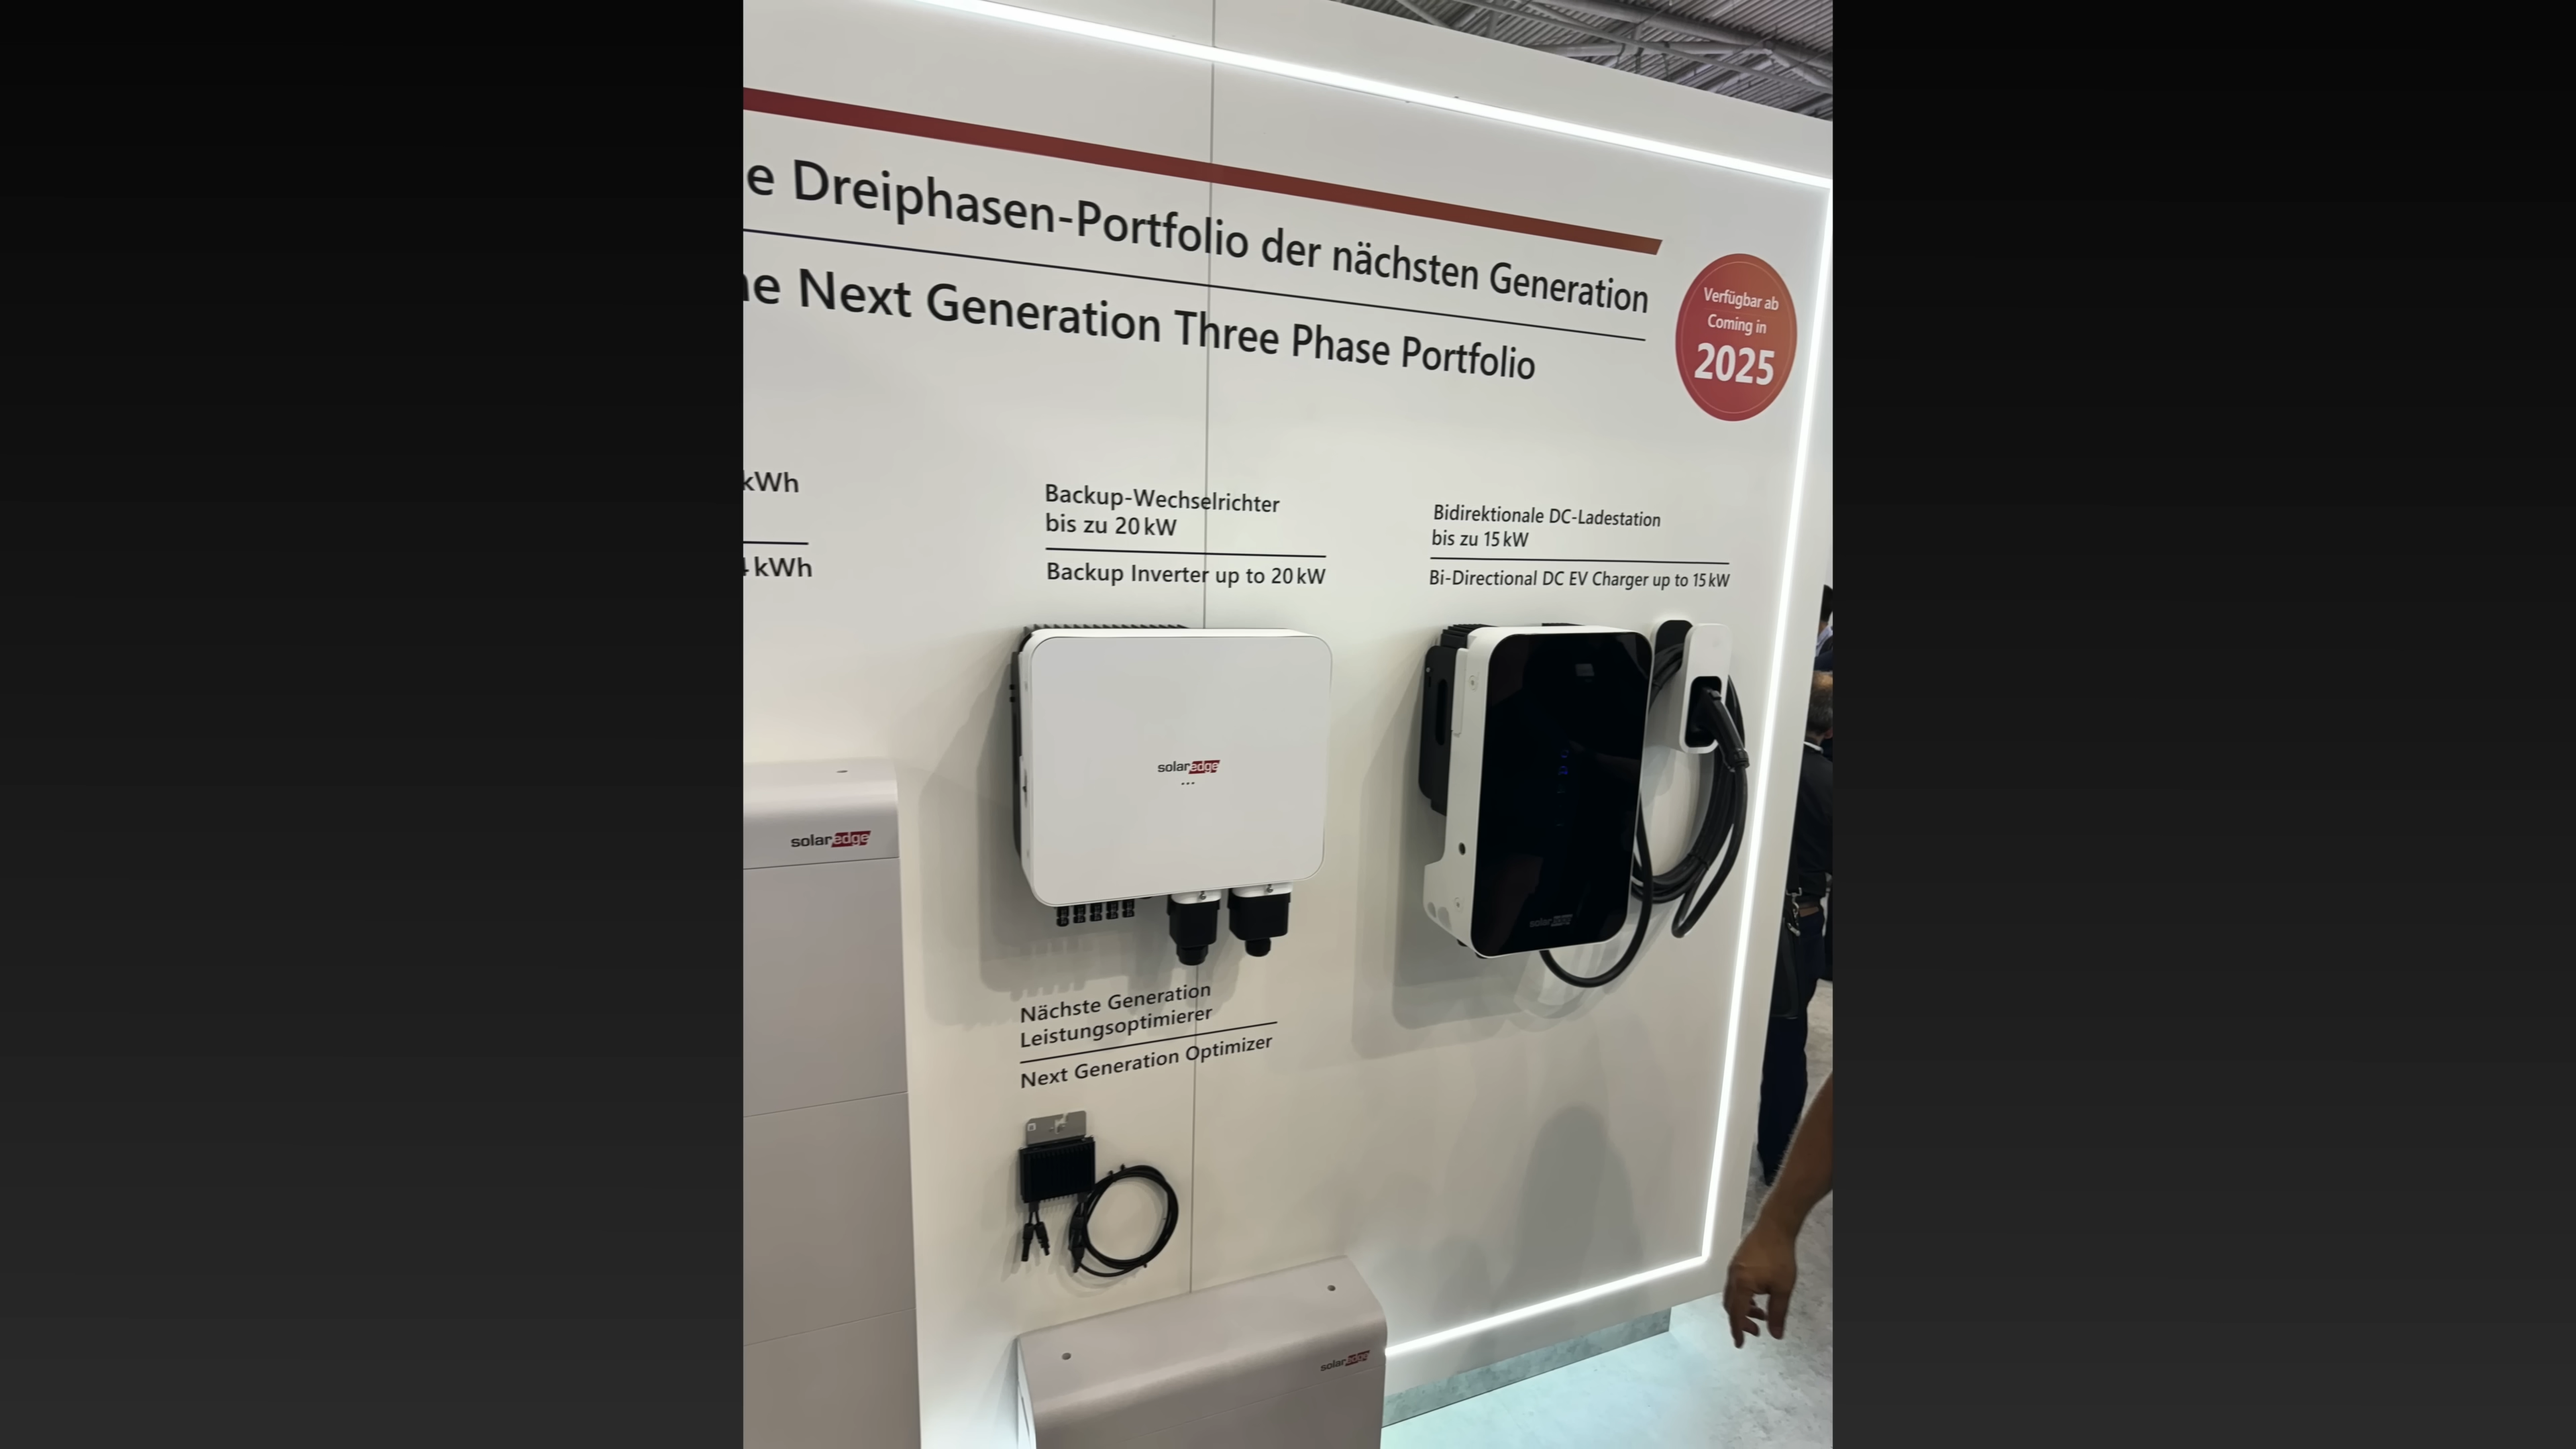 e Dreiphasen-Portfolio der nächsten Generation
ne Next Generation Three Phase Portfolio
Verfügbar ab
Coming in
2025
kWh
kWh
Backup-Wechselrichter
bis zu 20 kW
Backup Inverter up to 20 kW
Bidirektionale DC-Ladestation
bis zu 15 kW
Bi-Directional DC EV Charger up to 15 kW
solaredge
solaredge
solaredge
Nächste Generation
Leistungsoptimierer
Next Generation Optimizer
solaredge